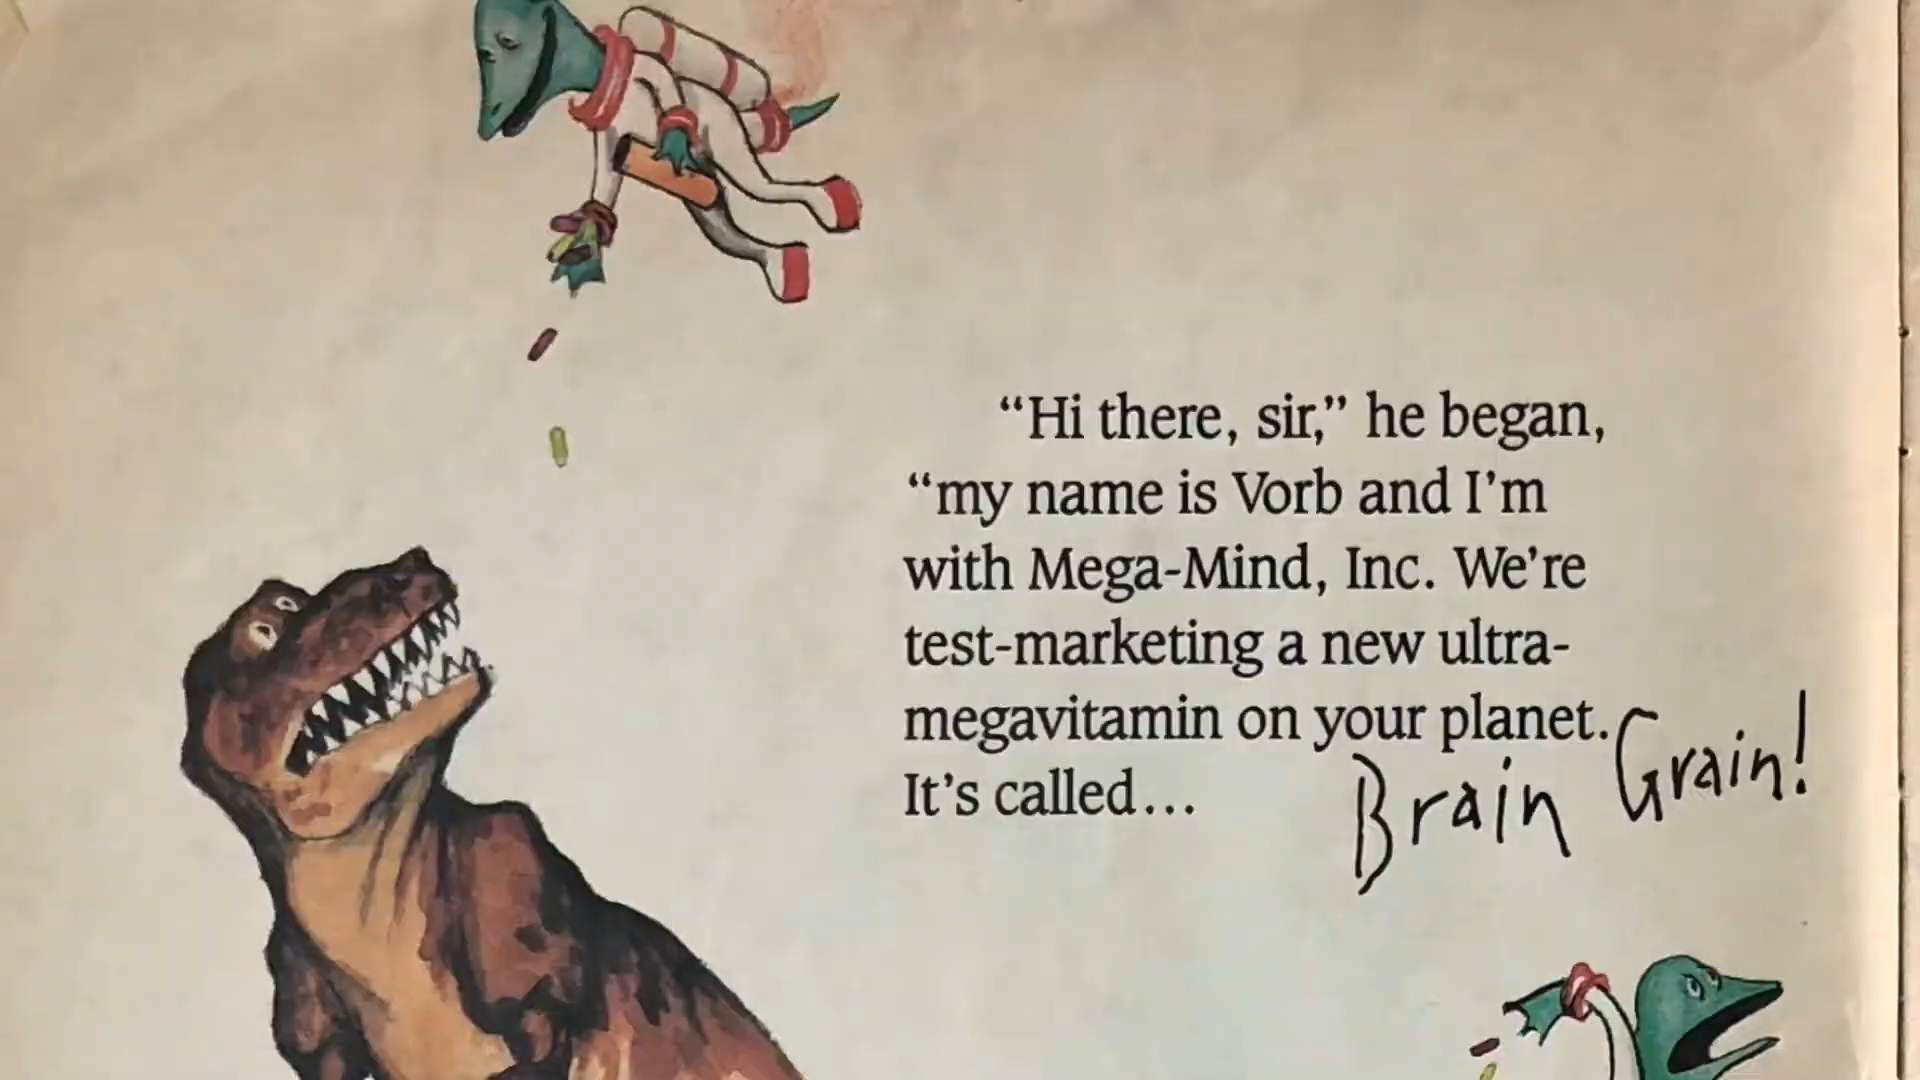 “Hi there, sir,” he began,
“my name is Vorb and I’m
with Mega-Mind, Inc. We’re
test-marketing a new ultra-
megavitamin on your planet.
It’s called... Brain Grain!